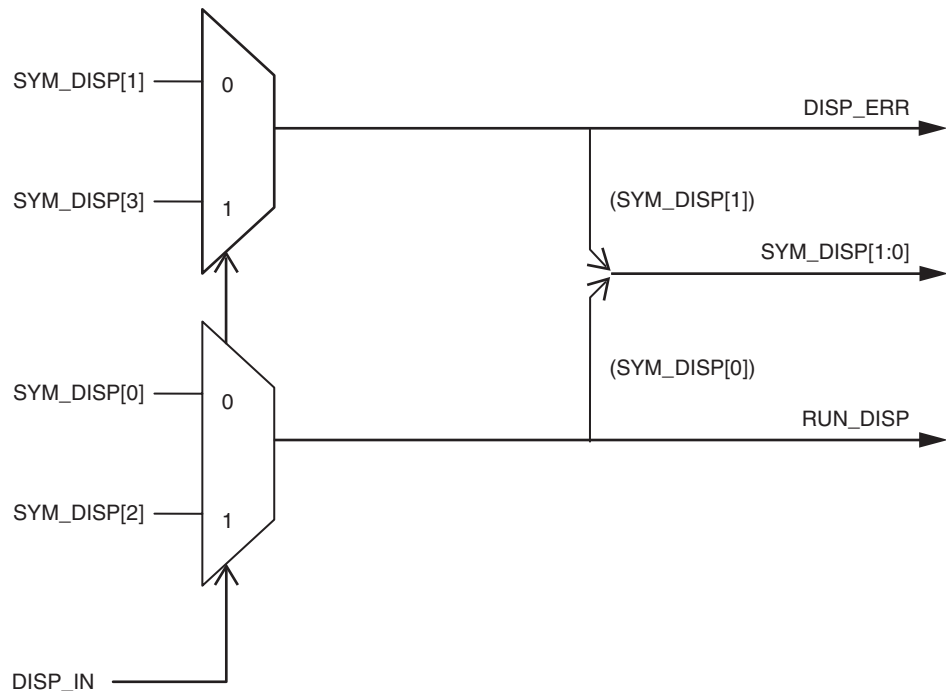 SYM_DISP[1]
0
DISP_ERR
SYM_DISP[3]
1
(SYM_DISP[1])
SYM_DISP[1:0]
SYM_DISP[0]
0
(SYM_DISP[0])
RUN_DISP
SYM_DISP[2]
1
DISP_IN